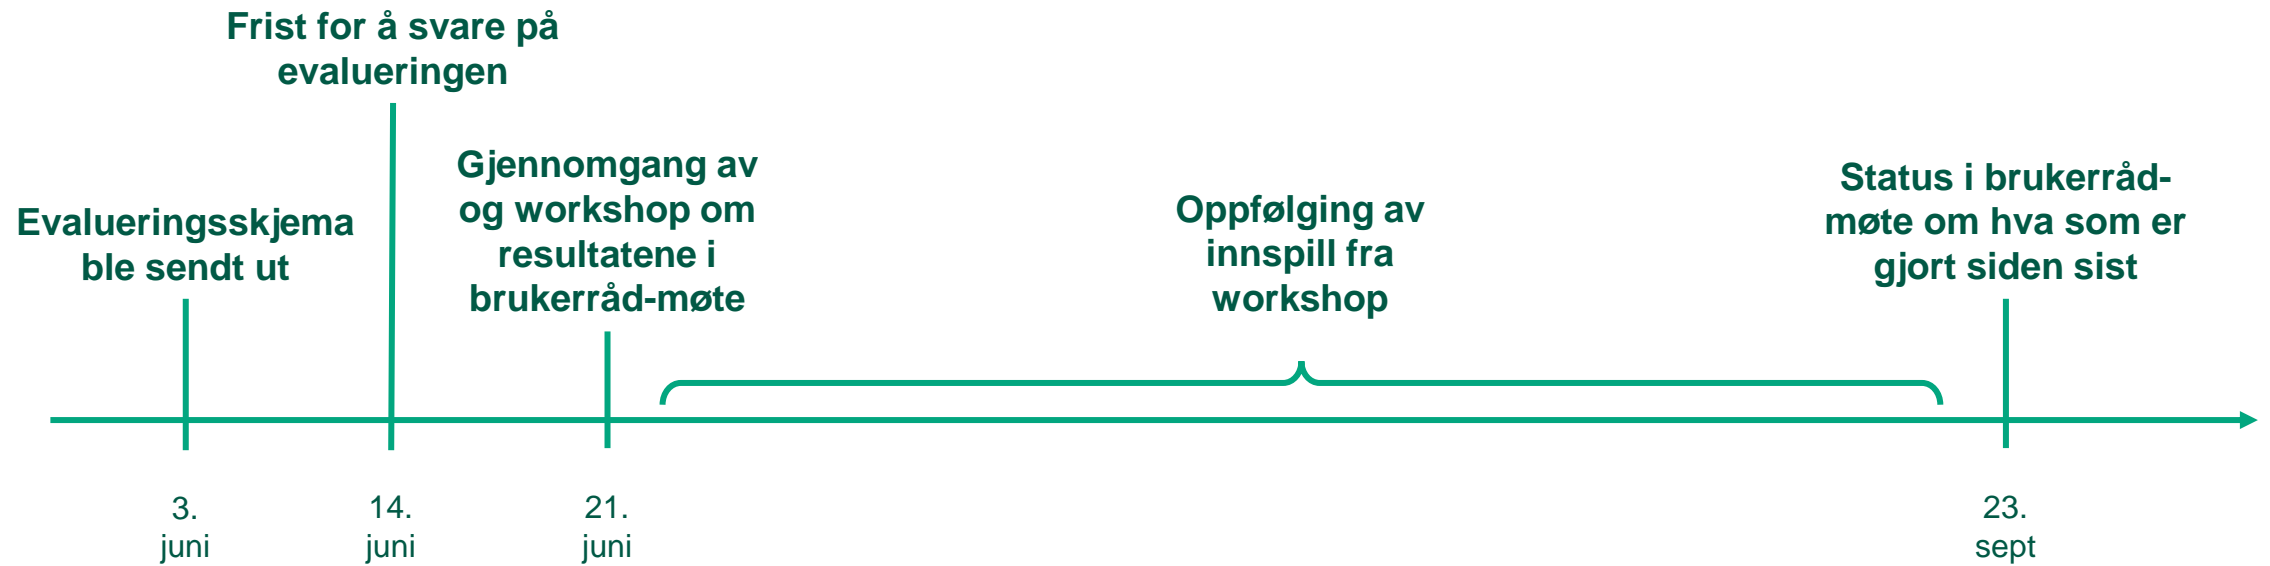 Frist for å svare på
evalueringen
Evalueringsskjema
ble sendt ut
Gjennomgang av
og workshop om
resultatene i
brukerråd-møte
Oppfølging av
innspill fra
workshop
Status i brukerråd-
møte om hva som er
gjort siden sist
3.
juni
14.
juni
21.
juni
23.
sept